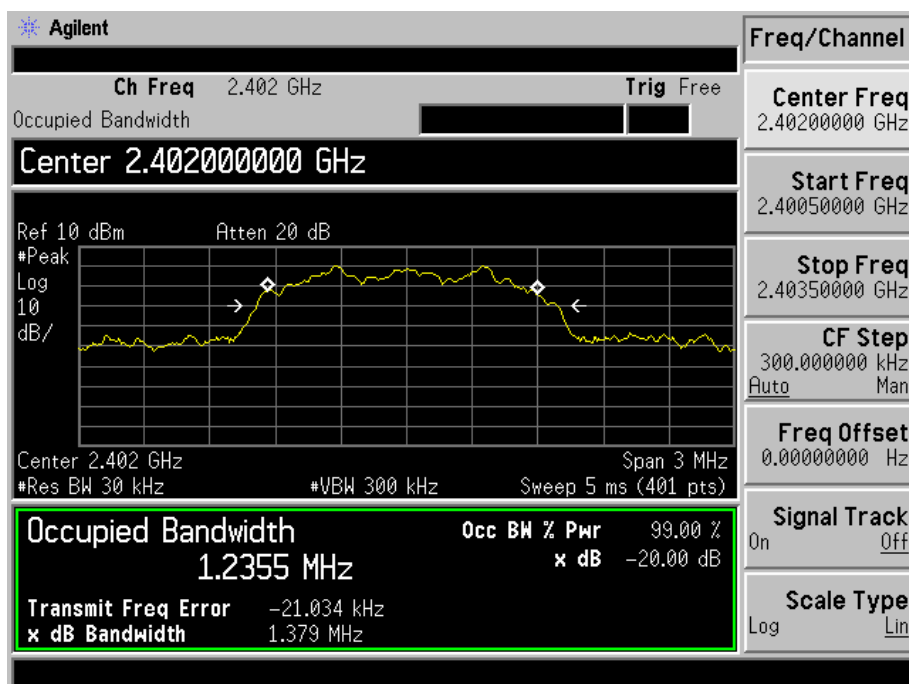 Agilent
Freq/Channel
Ch Freq 2.402 GHz Trig Free
Occupied Bandwidth
Center 2.402000000 GHz
Ref 10 dBm Atten 20 dB
#Peak
Log
10
dB/
Center 2.402 GHz Span 3 MHz
#Res BW 30 kHz #VBW 300 kHz Sweep 5 ms (401 pts)
Occupied Bandwidth Occ BW % Pwr 99.00 %
1.2355 MHz x dB -20.00 dB
Transmit Freq Error -21.034 kHz
x dB Bandwidth 1.379 MHz
Center Freq
2.40200000 GHz
Start Freq
2.40050000 GHz
Stop Freq
2.40350000 GHz
CF Step
300.000000 kHz
Auto Man
Freq Offset
0.00000000 Hz
Signal Track
On Off
Scale Type
Log Lin